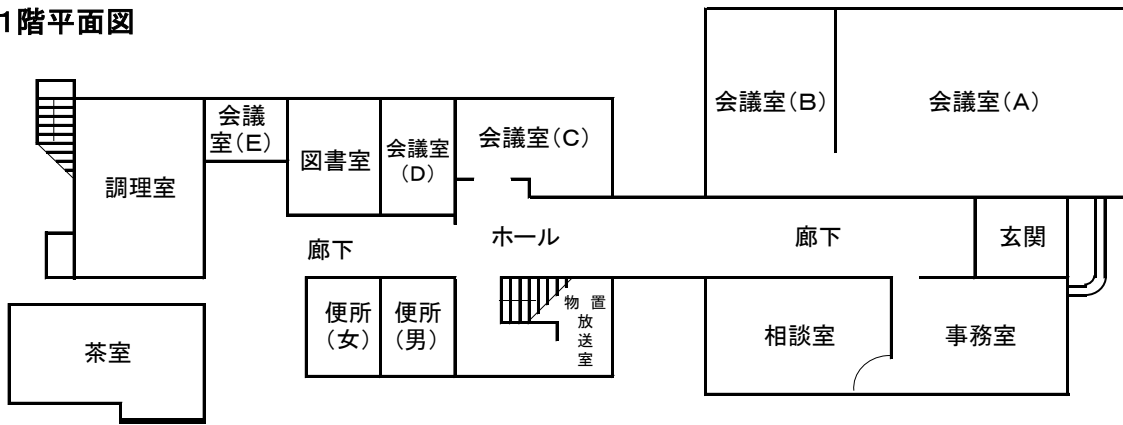 1階平面図
会議室(B)
会議室(A)
会議
室(E)
図書室
会議室
(D)
会議室(C)
調理室
廊下
ホール
廊下
玄関
便所
(女)
便所
(男)
物 置
放
送
室
相談室
事務室
茶室